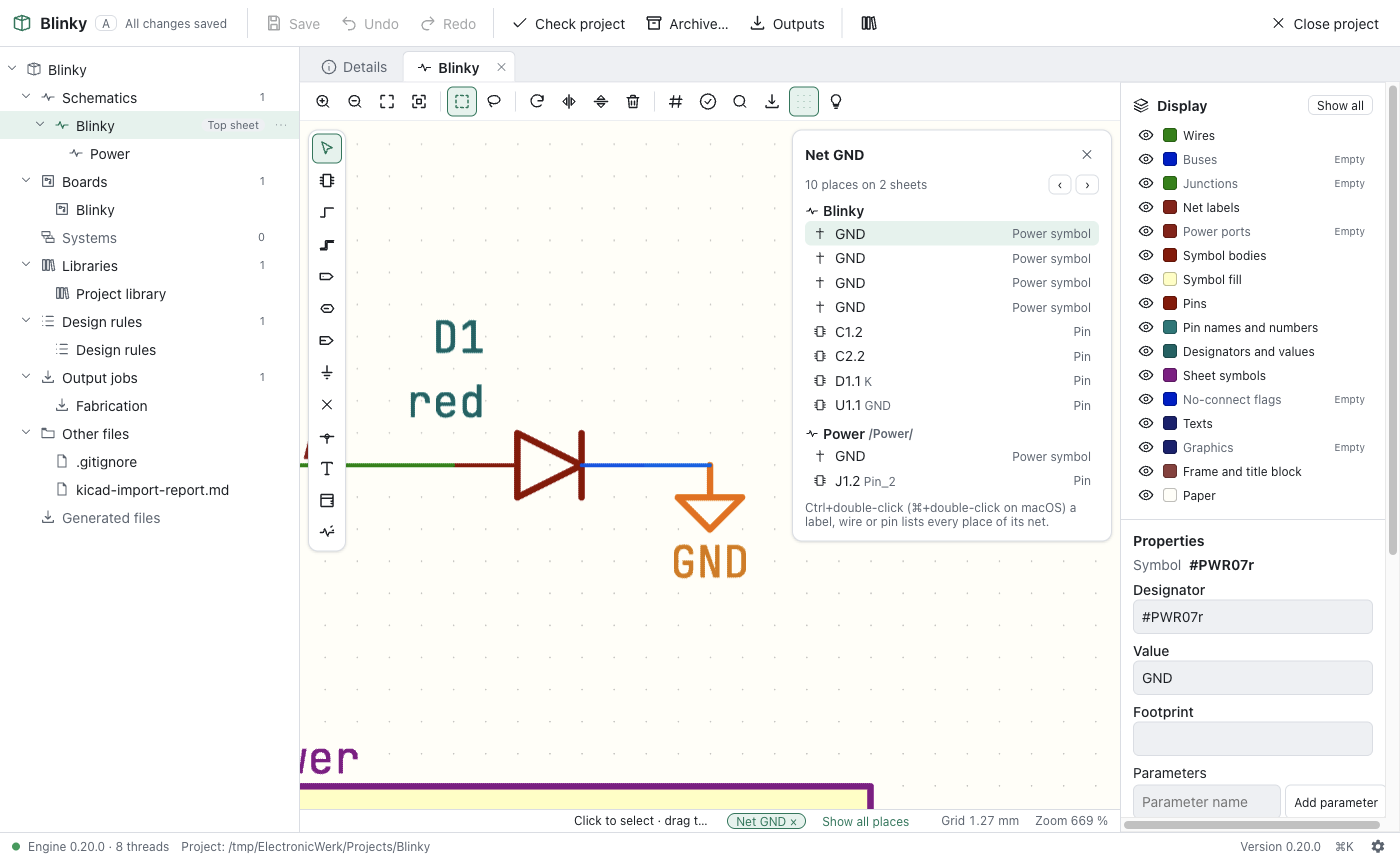 Blinky A All changes saved Save Undo Redo Check project Archive... Outputs Close project
Blinky
Schematics 1
Blinky Top sheet ...
Power
Boards 1
Blinky
Systems 0
Libraries 1
Project library
Design rules 1
Design rules
Output jobs 1
Fabrication
Other files
.gitignore
kicad-import-report.md
Generated files
Details Blinky
D1
red
GND
Net GND
10 places on 2 sheets
Blinky
GND Power symbol
GND Power symbol
GND Power symbol
GND Power symbol
C1.2 Pin
C2.2 Pin
D1.1 K Pin
U1.1 GND Pin
Power /Power/
GND Power symbol
J1.2 Pin_2 Pin
Ctrl+double-click (⌘+double-click on macOS) a
label, wire or pin lists every place of its net.
Click to select · drag t... Net GND × Show all places Grid 1.27 mm Zoom 669 %
Display Show all
Wires
Buses Empty
Junctions Empty
Net labels
Power ports Empty
Symbol bodies
Symbol fill
Pins
Pin names and numbers
Designators and values
Sheet symbols
No-connect flags Empty
Texts
Graphics Empty
Frame and title block
Paper
Properties
Symbol #PWR07r
Designator
#PWR07r
Value
GND
Footprint
Parameters
Parameter name Add parameter
Engine 0.20.0 · 8 threads Project: /tmp/ElectronicWerk/Projects/Blinky Version 0.20.0 ⌘K